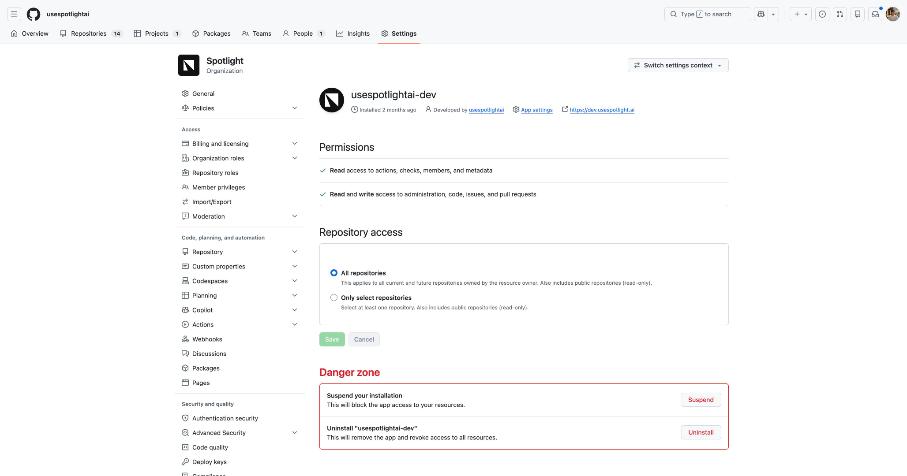 usespotlightai
Type / to search
Overview
Repositories 14
Projects 1
Packages
Teams
People 1
Insights
Settings
Spotlight
Organization
Switch settings context
General
Policies
Access
Billing and licensing
Organization roles
Repository roles
Member privileges
Import/Export
Moderation
Code, planning, and automation
Repository
Custom properties
Codespaces
Planning
Copilot
Actions
Webhooks
Discussions
Packages
Pages
Security and quality
Authentication security
Advanced Security
Code quality
Deploy keys
usespotlightai-dev
Installed 2 months ago
Developed by usespotlightai
App settings
https://dev.usespotlight.ai
Permissions
Read access to actions, checks, members, and metadata
Read and write access to administration, code, issues, and pull requests
Repository access
All repositories
This applies to all current and future repositories owned by the resource owner. Also includes public repositories (read-only).
Only select repositories
Select at least one repository. Also includes public repositories (read-only).
Save
Cancel
Danger zone
Suspend your installation
This will block the app access to your resources.
Suspend
Uninstall "usespotlightai-dev"
This will remove the app and revoke access to all resources.
Uninstall